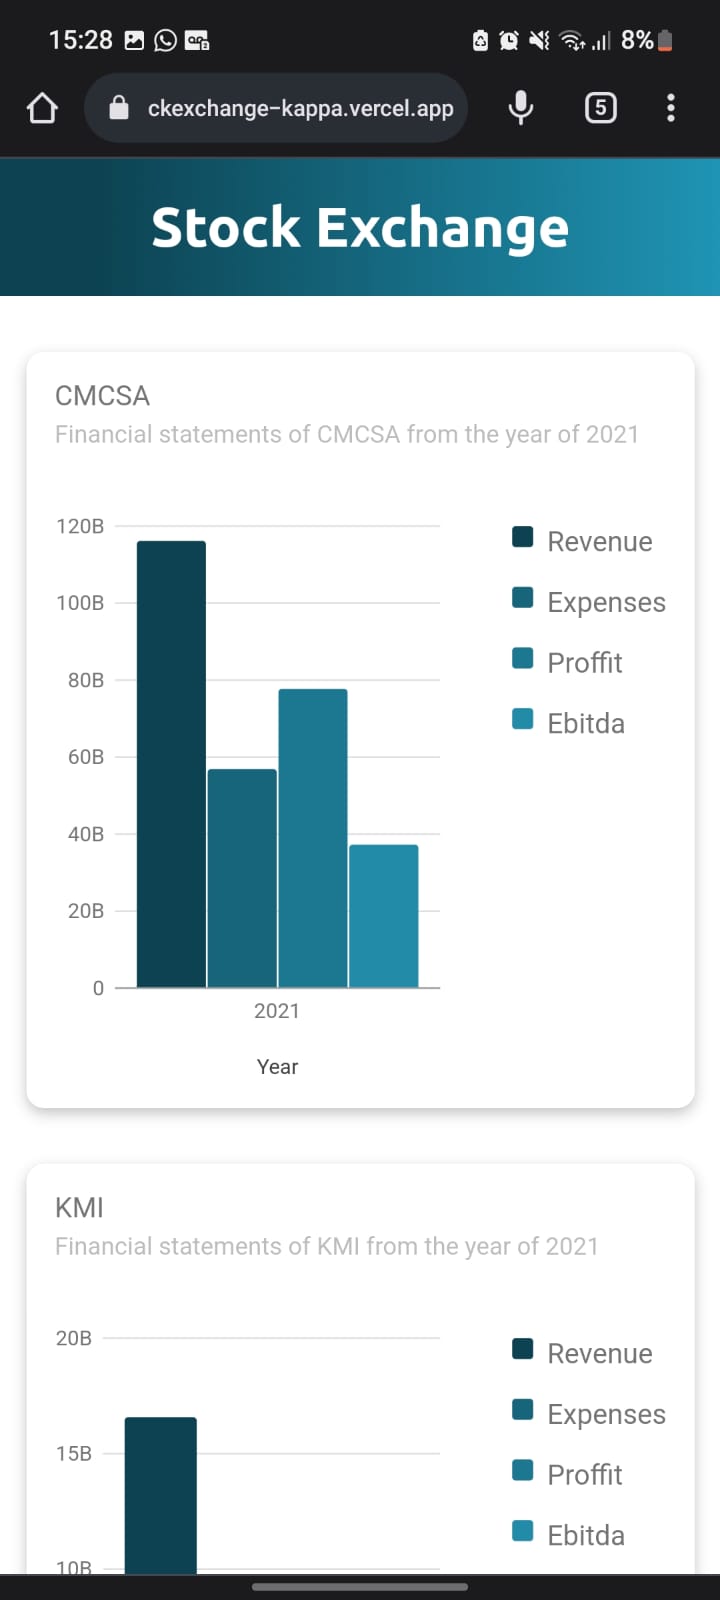 15:28
8%
ckexchange-kappa.vercel.app
5
Stock Exchange
CMCSA
Financial statements of CMCSA from the year of 2021
120B
100B
80B
60B
40B
20B
0
2021
Year
Revenue
Expenses
Proffit
Ebitda
KMI
Financial statements of KMI from the year of 2021
20B
15B
10B
Revenue
Expenses
Proffit
Ebitda